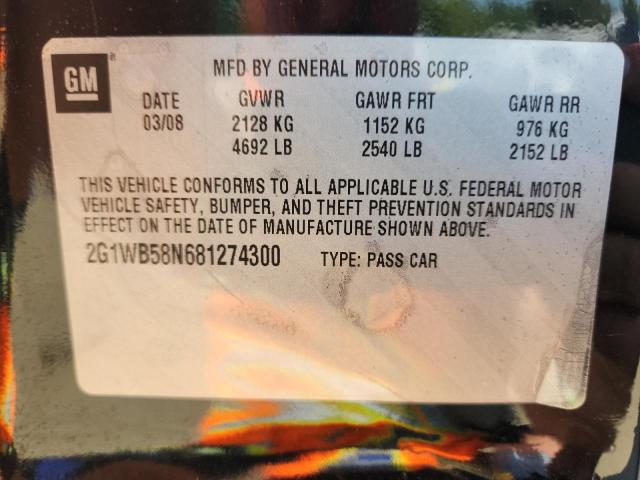 GM
MFD BY GENERAL MOTORS CORP.
DATE GVWR GAWR FRT GAWR RR
03/08 2128 KG 1152 KG 976 KG
4692 LB 2540 LB 2152 LB
THIS VEHICLE CONFORMS TO ALL APPLICABLE U.S. FEDERAL MOTOR
VEHICLE SAFETY, BUMPER, AND THEFT PREVENTION STANDARDS IN
EFFECT ON THE DATE OF MANUFACTURE SHOWN ABOVE.
2G1WB58N681274300 TYPE: PASS CAR